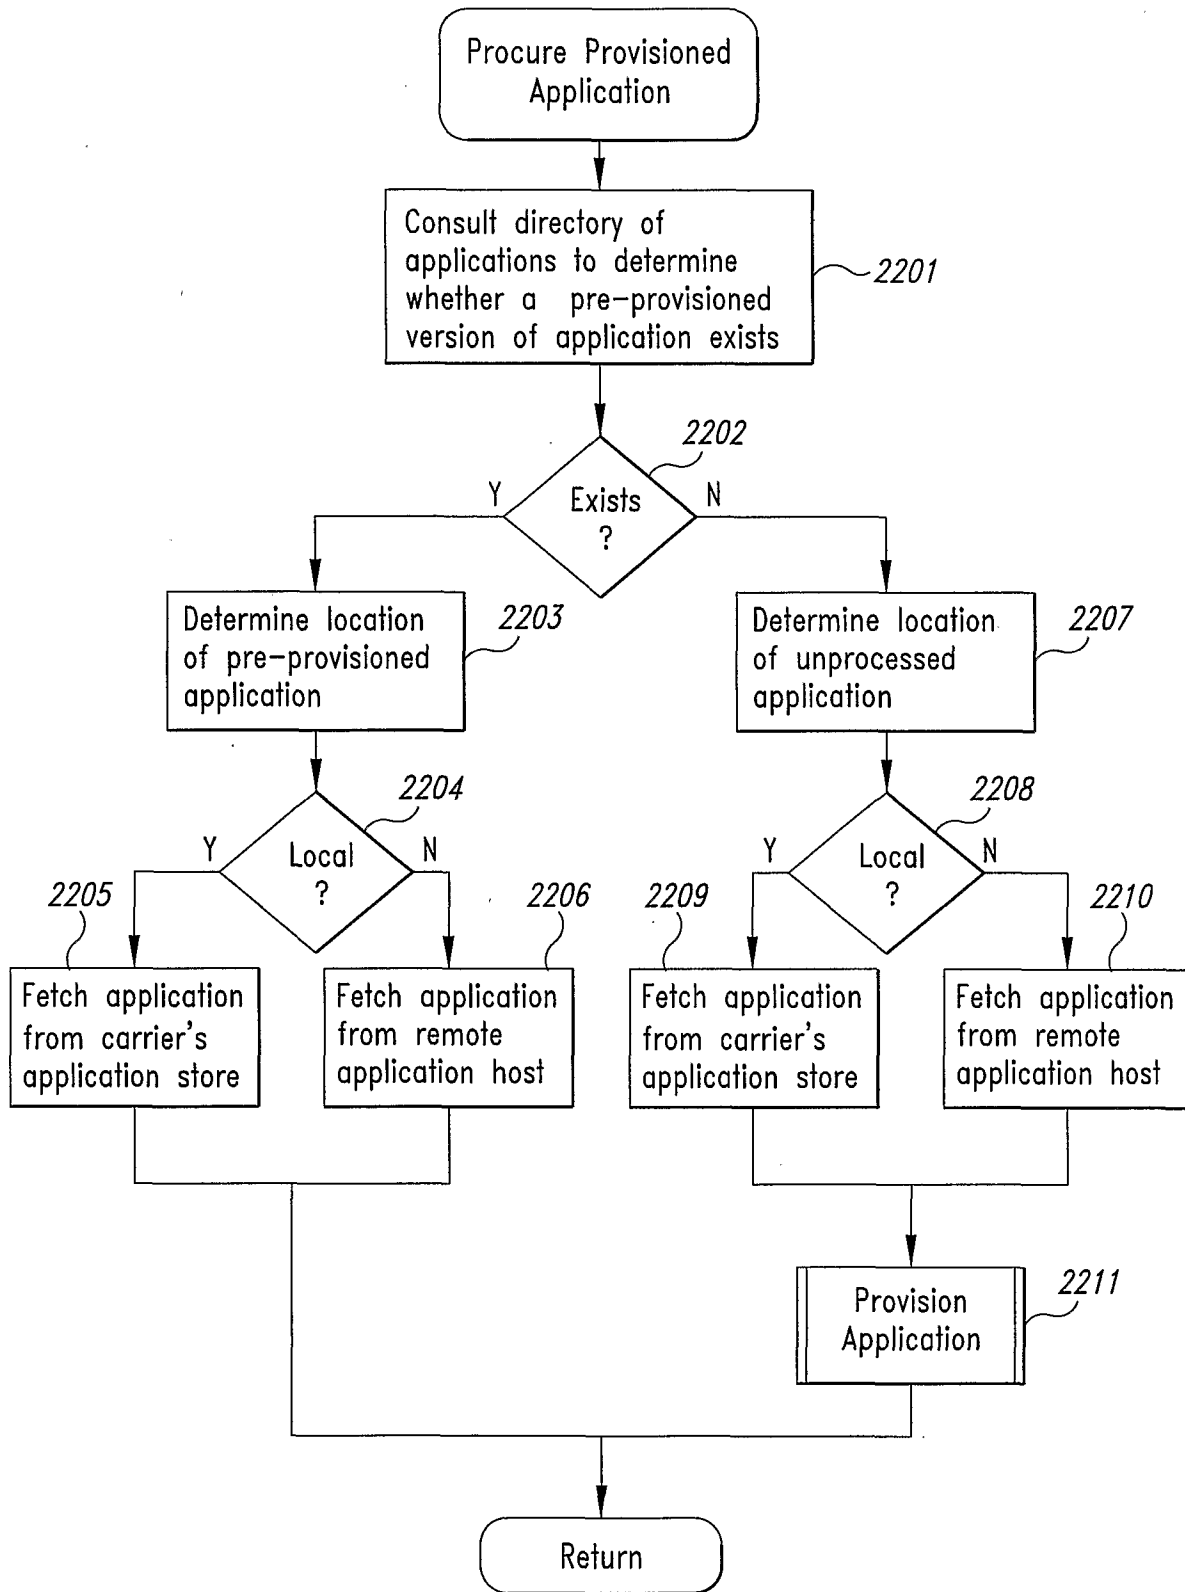 Procure Provisioned
Application
Consult directory of
applications to determine
whether a pre-provisioned
version of application exists
2201
2202
Y
Exists
?
N
Determine location
of pre-provisioned
application
2203
Determine location
of unprocessed
application
2207
2204
Y
Local
?
N
2208
Y
Local
?
N
2205
Fetch application
from carrier's
application store
2206
Fetch application
from remote
application host
2209
Fetch application
from carrier's
application store
2210
Fetch application
from remote
application host
Provision
Application
2211
Return